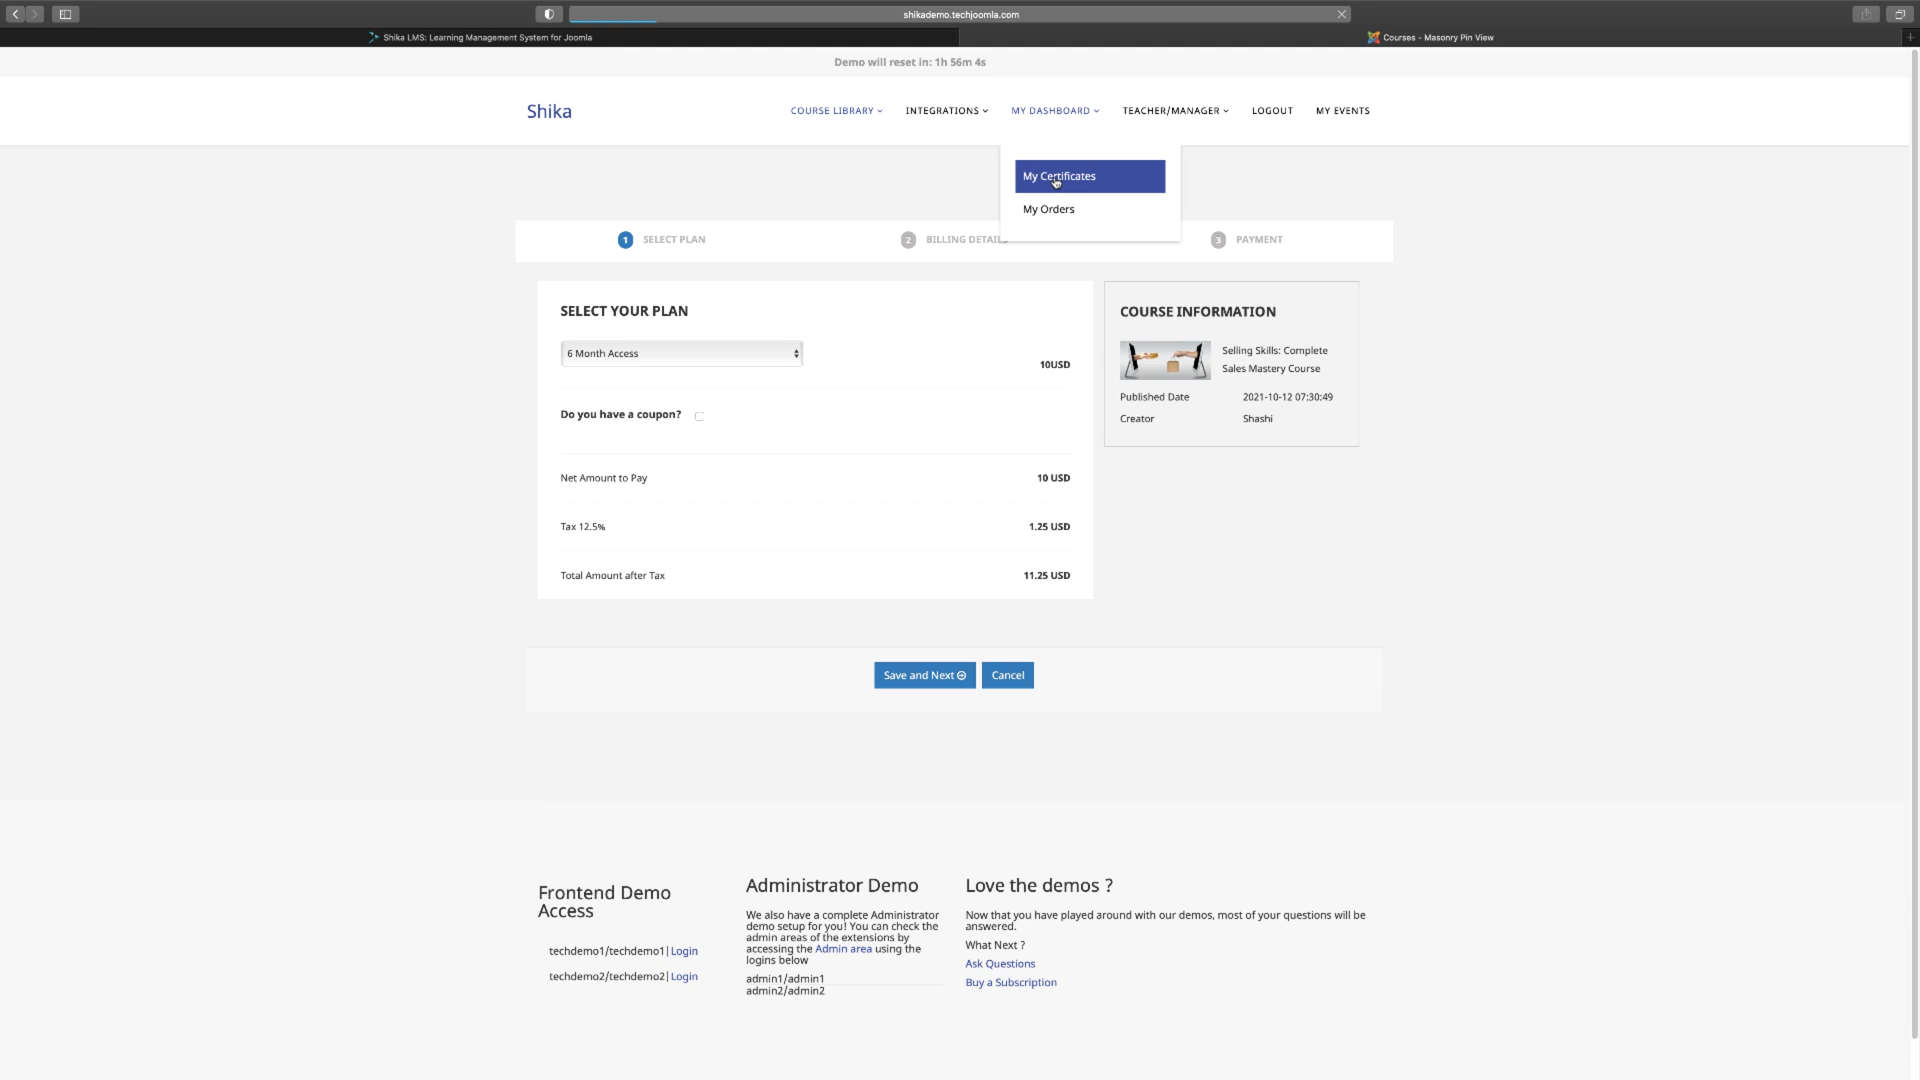 shikademo.techjoomla.com
Shika LMS: Learning Management System for Joomla
Courses - Masonry Pin View
Demo will reset in: 1h 56m 4s
Shika
COURSE LIBRARY
INTEGRATIONS
MY DASHBOARD
TEACHER/MANAGER
LOGOUT
MY EVENTS
My Certificates
My Orders
1 SELECT PLAN
2 BILLING DETAILS
3 PAYMENT
SELECT YOUR PLAN
6 Month Access
10USD
Do you have a coupon?
Net Amount to Pay
10 USD
Tax 12.5%
1.25 USD
Total Amount after Tax
11.25 USD
COURSE INFORMATION
Selling Skills: Complete
Sales Mastery Course
Published Date
2021-10-12 07:30:49
Creator
Shashi
Save and Next
Cancel
Frontend Demo
Access
techdemo1/techdemo1|Login
techdemo2/techdemo2|Login
Administrator Demo
We also have a complete Administrator
demo setup for you! You can check the
admin areas of the extensions by
accessing the Admin area using the
logins below
admin1/admin1
admin2/admin2
Love the demos ?
Now that you have played around with our demos, most of your questions will be
answered.
What Next ?
Ask Questions
Buy a Subscription